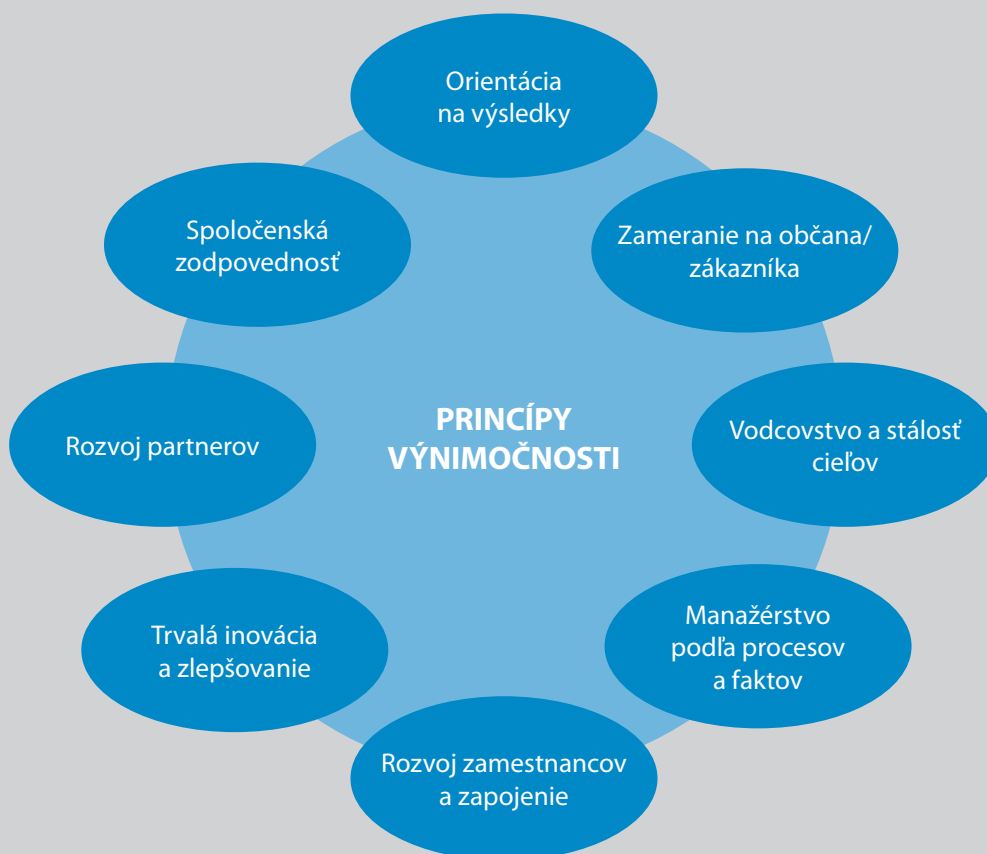 Orientácia
na výsledky
Spoločenská
zodpovednosť
Zameranie na občana/
zákazníka
Rozvoj partnerov
PRINCÍPY
VÝNIMOČNOSTI
Vodcovstvo a stálosť
cieľov
Trvalá inovácia
a zlepšovanie
Manažérstvo
podľa procesov
a faktov
Rozvoj zamestnancov
a zapojenie